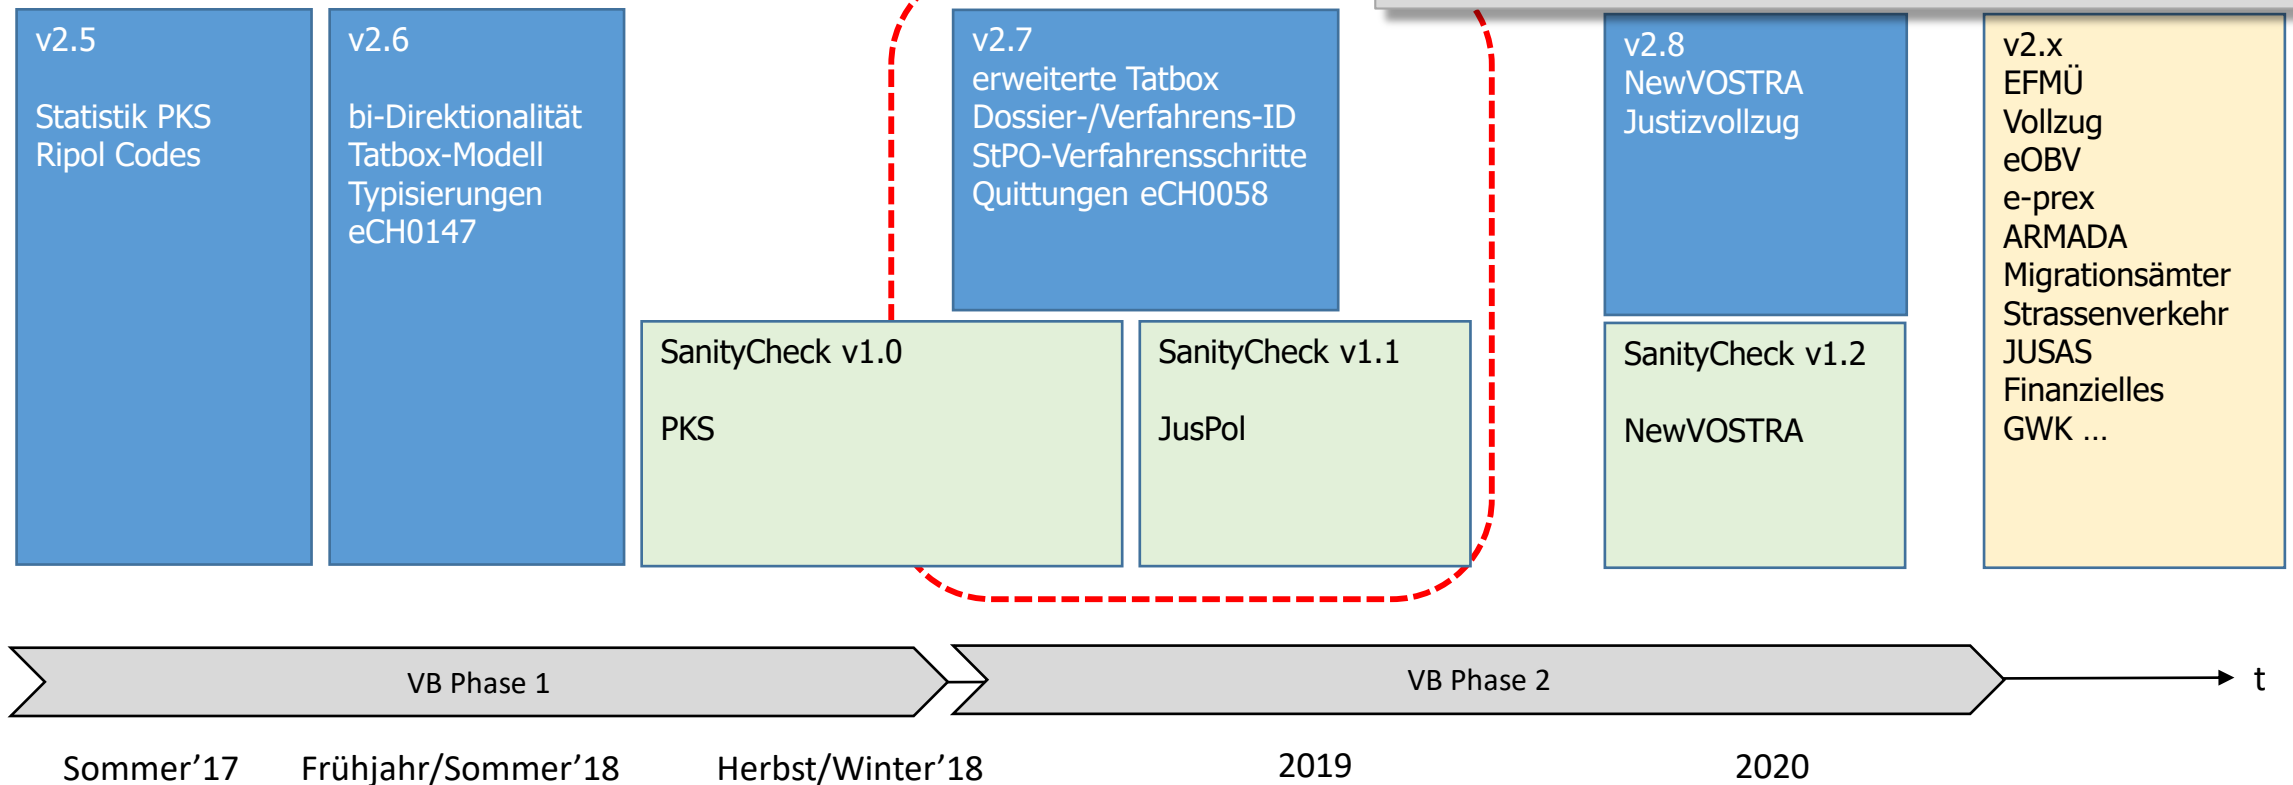 v2.5
Statistik PKS
Ripol Codes
v2.6
bi-Direktionalität
Tatbox-Modell
Typisierungen
eCH0147
v2.7
erweiterte Tatbox
Dossier-/Verfahrens-ID
StPO-Verfahrensschritte
Quittungen eCH0058
v2.8
NewVOSTRA
Justizvollzug
v2.x
EFMÜ
Vollzug
eOBV
e-prex
ARMADA
Migrationsämter
Strassenverkehr
JUSAS
Finanzielles
GWK ...
SanityCheck v1.0
PKS
SanityCheck v1.1
JusPol
SanityCheck v1.2
NewVOSTRA
VB Phase 1
VB Phase 2
t
Sommer’17
Frühjahr/Sommer’18
Herbst/Winter’18
2019
2020